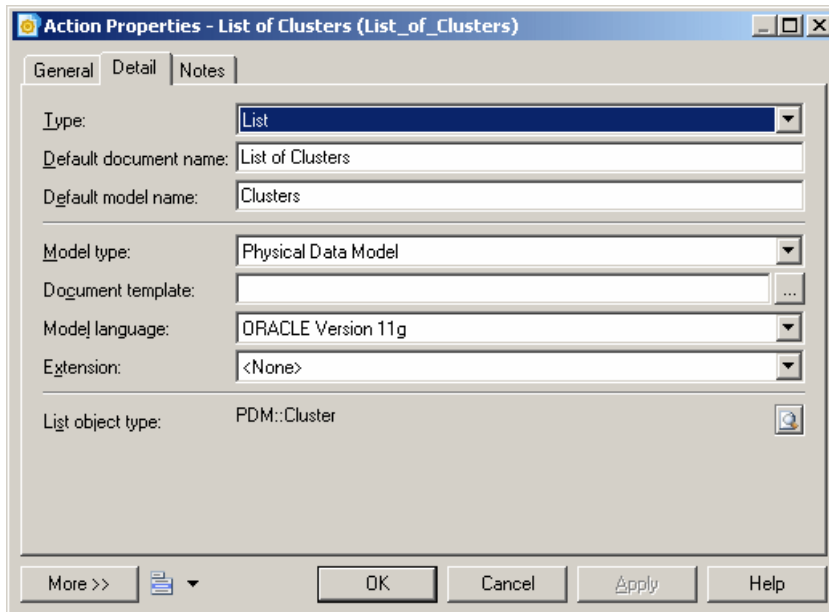 Action Properties - List of Clusters (List_of_Clusters)
General Detail Notes
Type: List
Default document name: List of Clusters
Default model name: Clusters
Model type: Physical Data Model
Document template: ...
Model language: ORACLE Version 11g
Extension: <None>
List object type: PDM::Cluster
More >> OK Cancel Apply Help